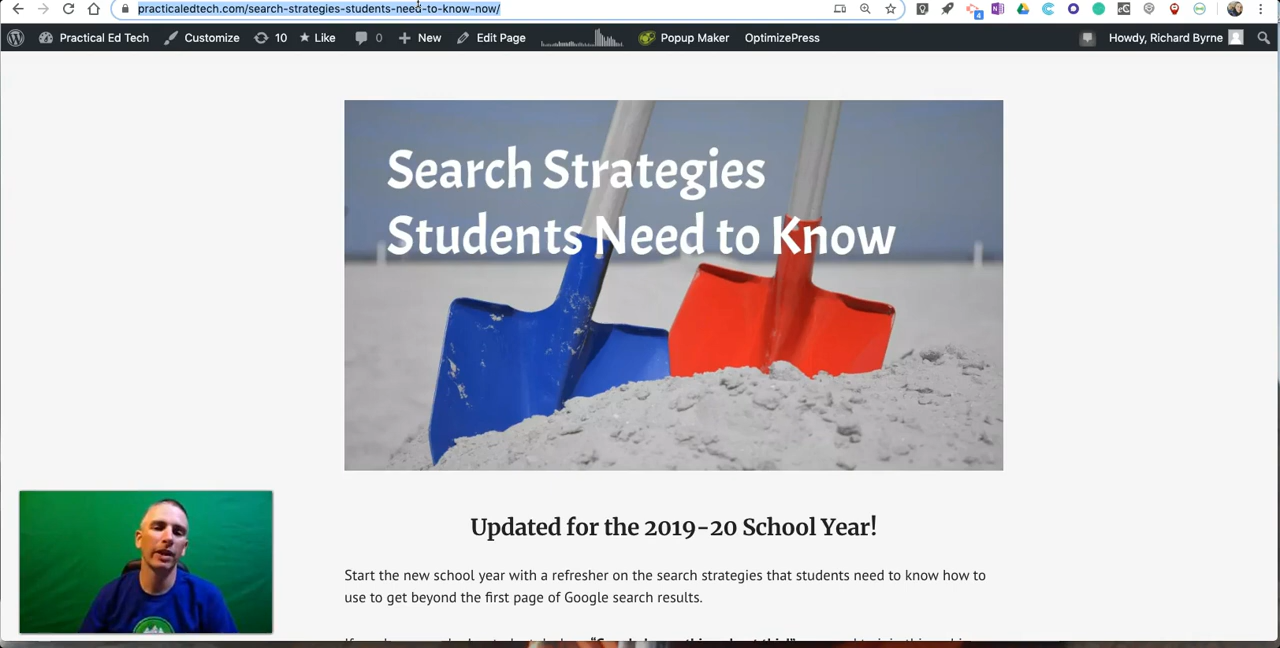 practicaledtech.com/search-strategies-students-need-to-know-now/
4
Practical Ed Tech Customize 10 Like 0 New Edit Page Popup Maker OptimizePress Howdy, Richard Byrne
Search Strategies
Students Need to Know
Updated for the 2019-20 School Year!
Start the new school year with a refresher on the search strategies that students need to know how to
use to get beyond the first page of Google search results.